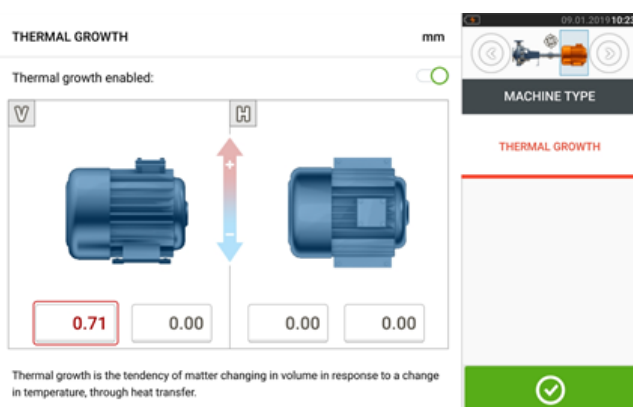 THERMAL GROWTH
mm
Thermal growth enabled:
V
H
+
-
0.71
0.00
0.00
0.00
Thermal growth is the tendency of matter changing in volume in response to a change
in temperature, through heat transfer.
09.01.2019 10:23
MACHINE TYPE
THERMAL GROWTH